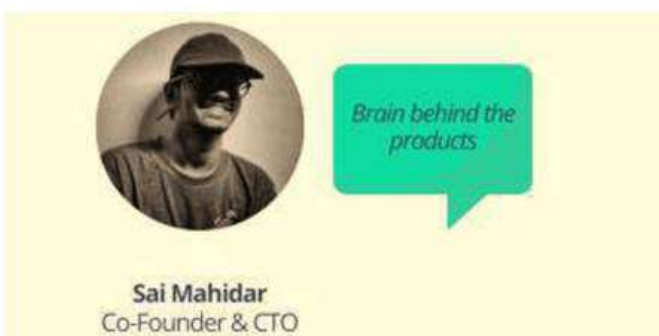 Brain behind the
products
Sai Mahidar
Co-Founder & CTO